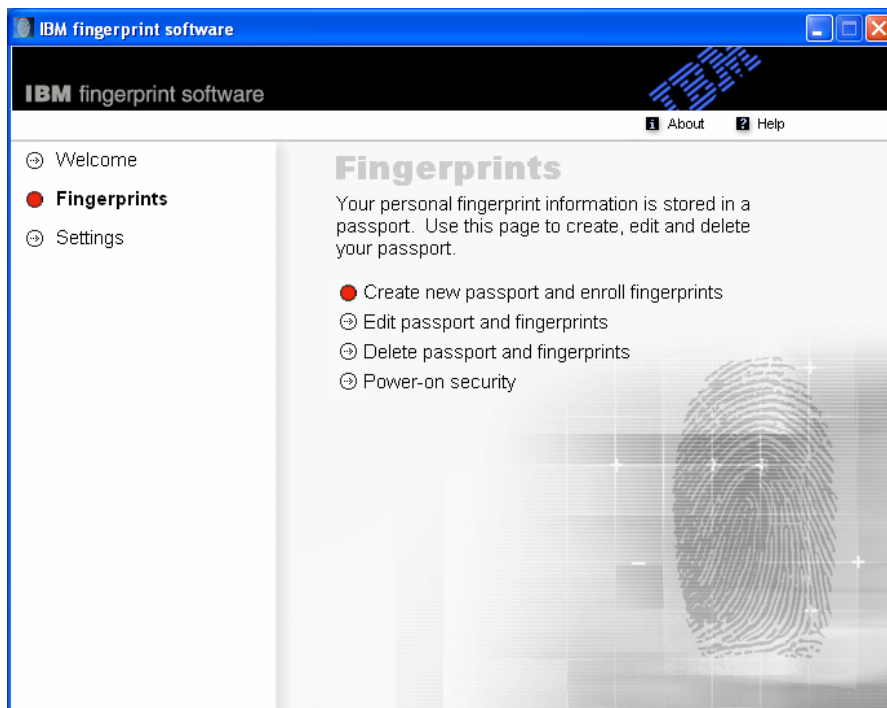 IBM fingerprint software
IBM fingerprint software
IBM
About
Help
Welcome
Fingerprints
Settings
Fingerprints
Your personal fingerprint information is stored in a
passport. Use this page to create, edit and delete
your passport.
Create new passport and enroll fingerprints
Edit passport and fingerprints
Delete passport and fingerprints
Power-on security